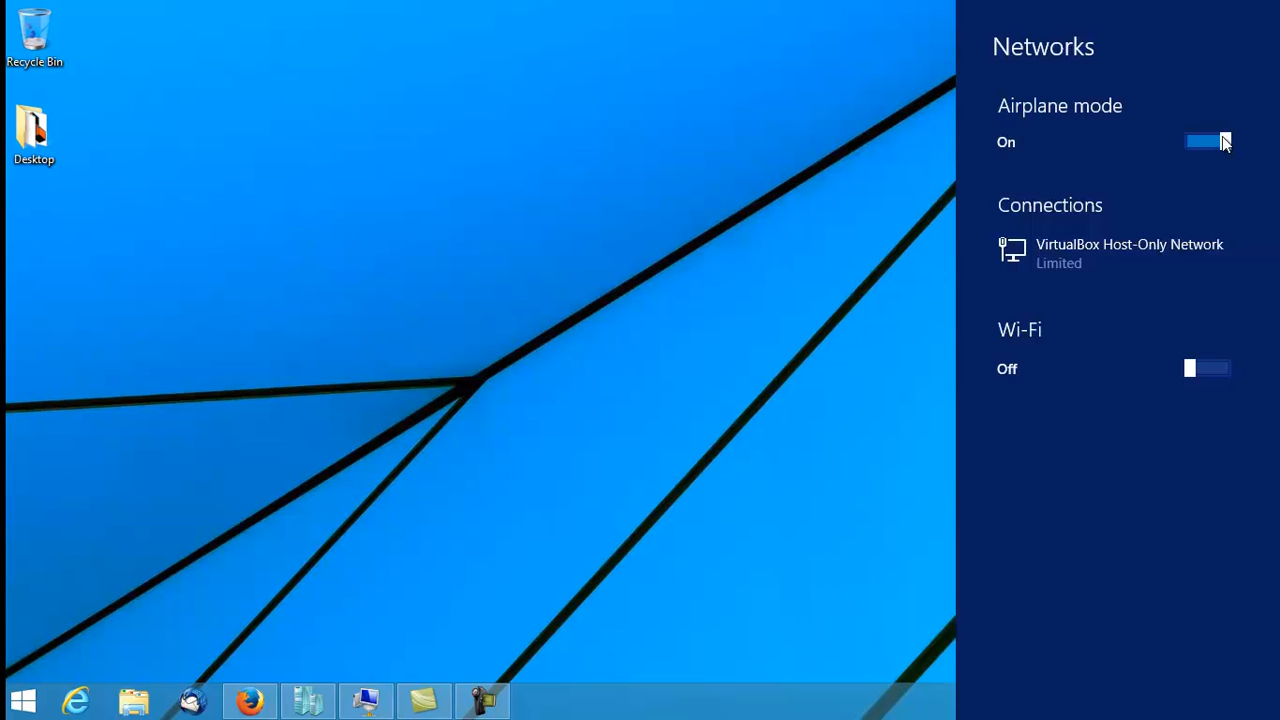 Recycle Bin
Desktop
Networks
Airplane mode
On
Connections
VirtualBox Host-Only Network
Limited
Wi-Fi
Off